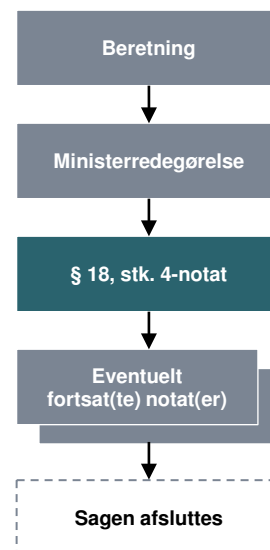 Beretning
Ministerredegørelse
§ 18, stk. 4-notat
Eventuelt
fortsat(te) notat(er)
Sagen afsluttes